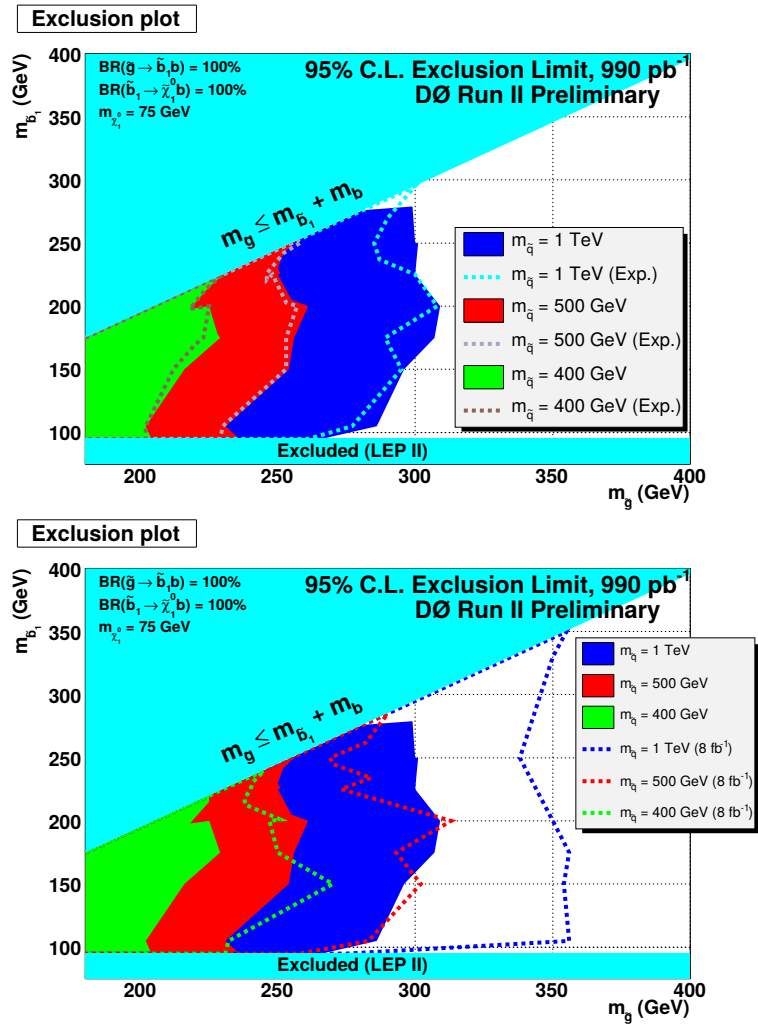 Exclusion plot
BR(g̃ → b̃₁b) = 100%
BR(b̃₁ → χ̃₁⁰b) = 100%
m_χ̃₁⁰ = 75 GeV
95% C.L. Exclusion Limit, 990 pb⁻¹
DØ Run II Preliminary
m_b̃₁ (GeV)
400
350
300
250
200
150
100
m_g̃ ≤ m_b̃₁ + m_b
m_q̃ = 1 TeV
m_q̃ = 1 TeV (Exp.)
m_q̃ = 500 GeV
m_q̃ = 500 GeV (Exp.)
m_q̃ = 400 GeV
m_q̃ = 400 GeV (Exp.)
Excluded (LEP II)
200 250 300 350 400
m_g̃ (GeV)
Exclusion plot
BR(g̃ → b̃₁b) = 100%
BR(b̃₁ → χ̃₁⁰b) = 100%
m_χ̃₁⁰ = 75 GeV
95% C.L. Exclusion Limit, 990 pb⁻¹
DØ Run II Preliminary
m_b̃₁ (GeV)
400
350
300
250
200
150
100
m_g̃ ≤ m_b̃₁ + m_b
m_q̃ = 1 TeV
m_q̃ = 500 GeV
m_q̃ = 400 GeV
m_q̃ = 1 TeV (8 fb⁻¹)
m_q̃ = 500 GeV (8 fb⁻¹)
m_q̃ = 400 GeV (8 fb⁻¹)
Excluded (LEP II)
200 250 300 350 400
m_g̃ (GeV)